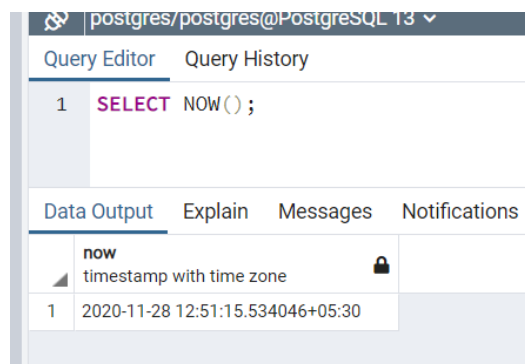 postgres/postgres@PostgreSQL 13
Query Editor Query History
1 SELECT NOW();
Data Output Explain Messages Notifications
now
timestamp with time zone
1 2020-11-28 12:51:15.534046+05:30